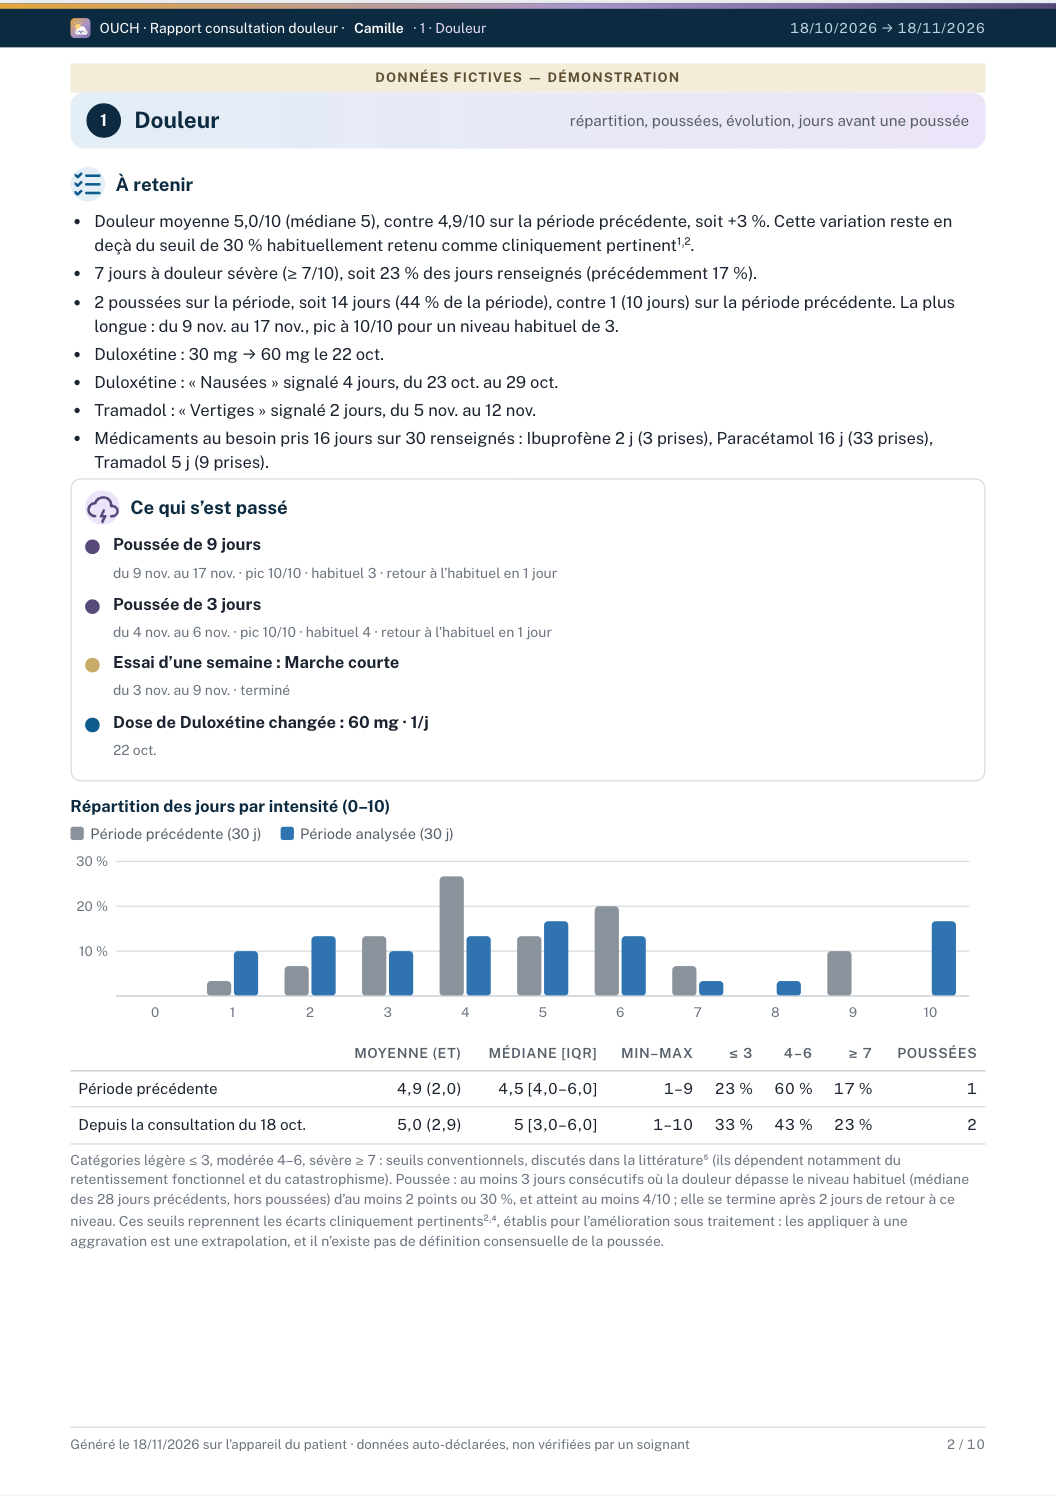 OUCH · Rapport consultation douleur · Camille · 1 · Douleur
18/10/2026 → 18/11/2026
DONNÉES FICTIVES — DÉMONSTRATION
1 Douleur
répartition, poussées, évolution, jours avant une poussée
À retenir
• Douleur moyenne 5,0/10 (médiane 5), contre 4,9/10 sur la période précédente, soit +3 %. Cette variation reste en
deçà du seuil de 30 % habituellement retenu comme cliniquement pertinent¹,².
• 7 jours à douleur sévère (≥ 7/10), soit 23 % des jours renseignés (précédemment 17 %).
• 2 poussées sur la période, soit 14 jours (44 % de la période), contre 1 (10 jours) sur la période précédente. La plus
longue : du 9 nov. au 17 nov., pic à 10/10 pour un niveau habituel de 3.
• Duloxétine : 30 mg → 60 mg le 22 oct.
• Duloxétine : « Nausées » signalé 4 jours, du 23 oct. au 29 oct.
• Tramadol : « Vertiges » signalé 2 jours, du 5 nov. au 12 nov.
• Médicaments au besoin pris 16 jours sur 30 renseignés : Ibuprofène 2 j (3 prises), Paracétamol 16 j (33 prises),
Tramadol 5 j (9 prises).
Ce qui s’est passé
Poussée de 9 jours
du 9 nov. au 17 nov. · pic 10/10 · habituel 3 · retour à l’habituel en 1 jour
Poussée de 3 jours
du 4 nov. au 6 nov. · pic 10/10 · habituel 4 · retour à l’habituel en 1 jour
Essai d’une semaine : Marche courte
du 3 nov. au 9 nov. · terminé
Dose de Duloxétine changée : 60 mg · 1/j
22 oct.
Répartition des jours par intensité (0–10)
Période précédente (30 j) Période analysée (30 j)
30 %
20 %
10 %
0 1 2 3 4 5 6 7 8 9 10
MOYENNE (ET) MÉDIANE [IQR] MIN–MAX ≤ 3 4–6 ≥ 7 POUSSÉES
Période précédente 4,9 (2,0) 4,5 [4,0–6,0] 1–9 23 % 60 % 17 % 1
Depuis la consultation du 18 oct. 5,0 (2,9) 5 [3,0–6,0] 1–10 33 % 43 % 23 % 2
Catégories légère ≤ 3, modérée 4–6, sévère ≥ 7 : seuils conventionnels, discutés dans la littérature⁵ (ils dépendent notamment du
retentissement fonctionnel et du catastrophisme). Poussée : au moins 3 jours consécutifs où la douleur dépasse le niveau habituel (médiane
des 28 jours précédents, hors poussées) d’au moins 2 points ou 30 %, et atteint au moins 4/10 ; elle se termine après 2 jours de retour à ce
niveau. Ces seuils reprennent les écarts cliniquement pertinents²,⁴, établis pour l’amélioration sous traitement : les appliquer à une
aggravation est une extrapolation, et il n’existe pas de définition consensuelle de la poussée.
Généré le 18/11/2026 sur l’appareil du patient · données auto-déclarées, non vérifiées par un soignant
2 / 10